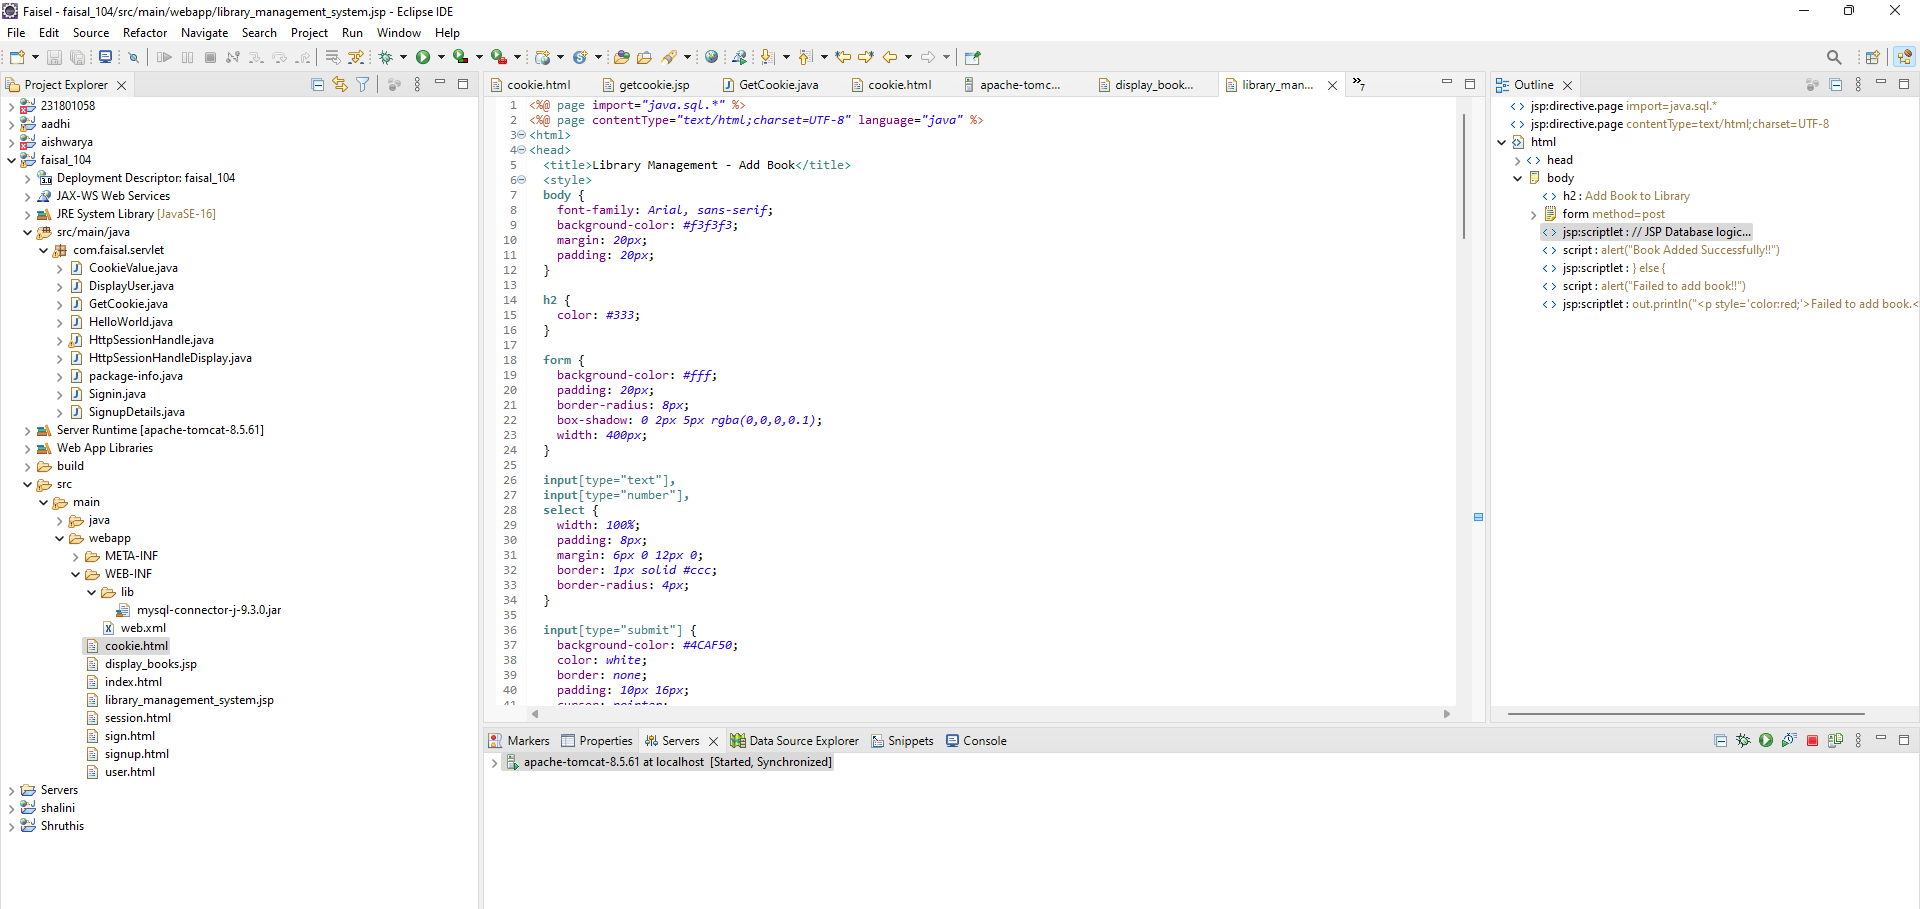 Faisel - faisal_104/src/main/webapp/library_management_system.jsp - Eclipse IDE
File Edit Source Refactor Navigate Search Project Run Window Help
Project Explorer
231801058
aadhi
aishwarya
faisal_104
Deployment Descriptor: faisal_104
JAX-WS Web Services
JRE System Library [JavaSE-16]
src/main/java
com.faisal.servlet
CookieValue.java
DisplayUser.java
GetCookie.java
HelloWorld.java
HttpSessionHandle.java
HttpSessionHandleDisplay.java
package-info.java
Signin.java
SignupDetails.java
Server Runtime [apache-tomcat-8.5.61]
Web App Libraries
build
src
main
java
webapp
META-INF
WEB-INF
lib
mysql-connector-j-9.3.0.jar
web.xml
cookie.html
display_books.jsp
index.html
library_management_system.jsp
session.html
sign.html
signup.html
user.html
Servers
shalini
Shruthis
cookie.html getcookie.jsp GetCookie.java cookie.html apache-tomc... display_book... library_man... »7
1 <%@ page import="java.sql.*" %>
2 <%@ page contentType="text/html;charset=UTF-8" language="java" %>
3 <html>
4 <head>
5 <title>Library Management - Add Book</title>
6 <style>
7 body {
8 font-family: Arial, sans-serif;
9 background-color: #f3f3f3;
10 margin: 20px;
11 padding: 20px;
12 }
13
14 h2 {
15 color: #333;
16 }
17
18 form {
19 background-color: #fff;
20 padding: 20px;
21 border-radius: 8px;
22 box-shadow: 0 2px 5px rgba(0,0,0,0.1);
23 width: 400px;
24 }
25
26 input[type="text"],
27 input[type="number"],
28 select {
29 width: 100%;
30 padding: 8px;
31 margin: 6px 0 12px 0;
32 border: 1px solid #ccc;
33 border-radius: 4px;
34 }
35
36 input[type="submit"] {
37 background-color: #4CAF50;
38 color: white;
39 border: none;
40 padding: 10px 16px;
41 cursor: pointer;
Outline
jsp:directive.page import=java.sql.*
jsp:directive.page contentType=text/html;charset=UTF-8
html
head
body
h2 : Add Book to Library
form method=post
jsp:scriptlet : // JSP Database logic...
script : alert("Book Added Successfully!!")
jsp:scriptlet : } else {
script : alert("Failed to add book!!")
jsp:scriptlet : out.println("<p style='color:red;'>Failed to add book.<
Markers Properties Servers Data Source Explorer Snippets Console
apache-tomcat-8.5.61 at localhost [Started, Synchronized]